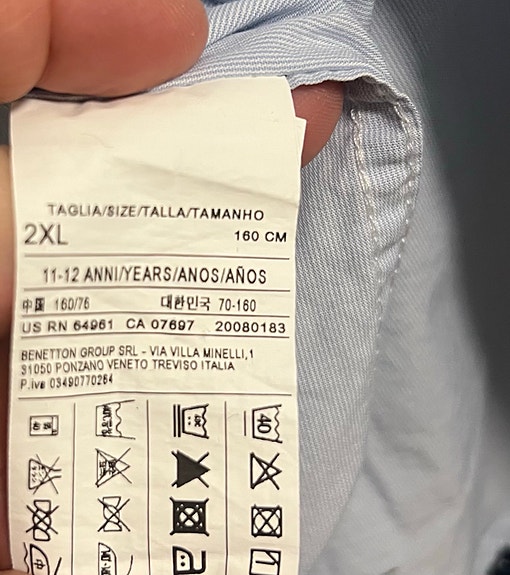 TAGLIA/SIZE/TALLA/TAMANHO
2XL 160 CM
11-12 ANNI/YEARS/ANOS/AÑOS
中国 160/76 대한민국 70-160
US RN 64961 CA 07697 20080183
BENETTON GROUP SRL - VIA VILLA MINELLI,1
31050 PONZANO VENETO TREVISO ITALIA
P.iva 03490770264
40